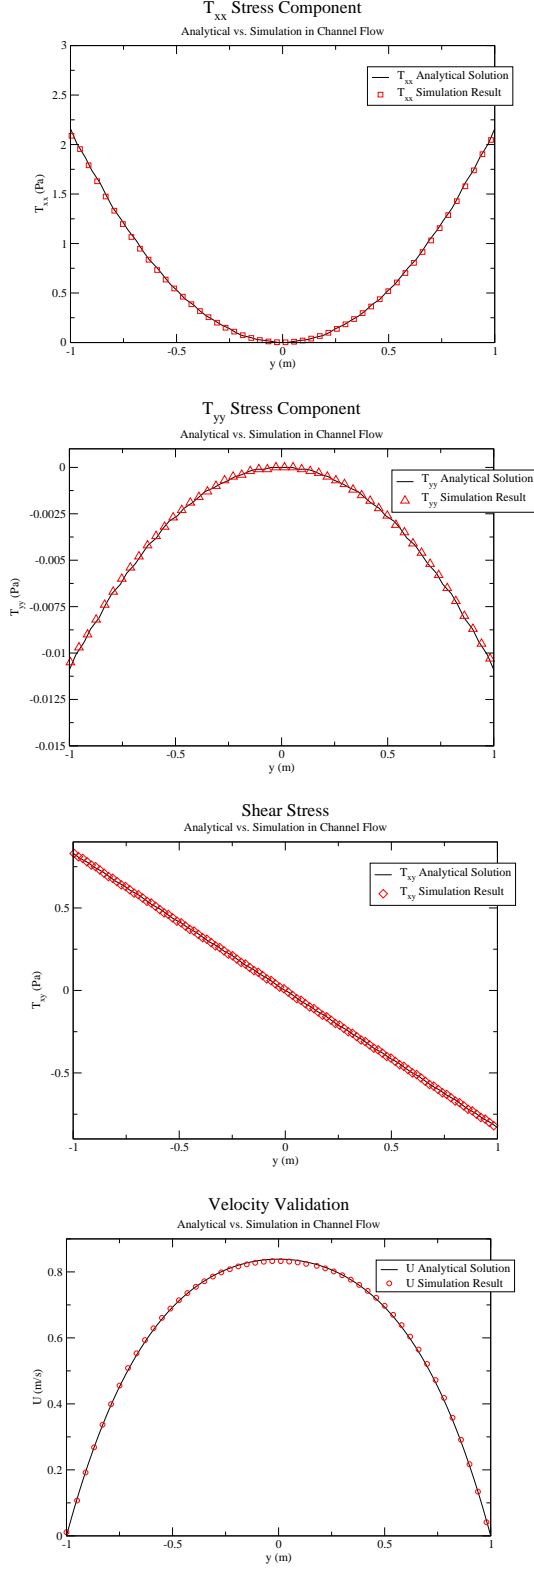 T_xx Stress Component
Analytical vs. Simulation in Channel Flow
3
2.5
2
1.5
1
0.5
0
T_xx (Pa)
T_xx Analytical Solution
T_xx Simulation Result
-1 -0.5 0 0.5 1
y (m)
T_yy Stress Component
Analytical vs. Simulation in Channel Flow
0
-0.0025
-0.005
-0.0075
-0.01
-0.0125
-0.015
T_yy (Pa)
T_yy Analytical Solution
T_yy Simulation Result
-1 -0.5 0 0.5 1
y (m)
Shear Stress
Analytical vs. Simulation in Channel Flow
0.5
0
-0.5
T_xy (Pa)
T_xy Analytical Solution
T_xy Simulation Result
-1 -0.5 0 0.5 1
y (m)
Velocity Validation
Analytical vs. Simulation in Channel Flow
0.8
0.6
0.4
0.2
0
U (m/s)
U Analytical Solution
U Simulation Result
-1 -0.5 0 0.5 1
y (m)